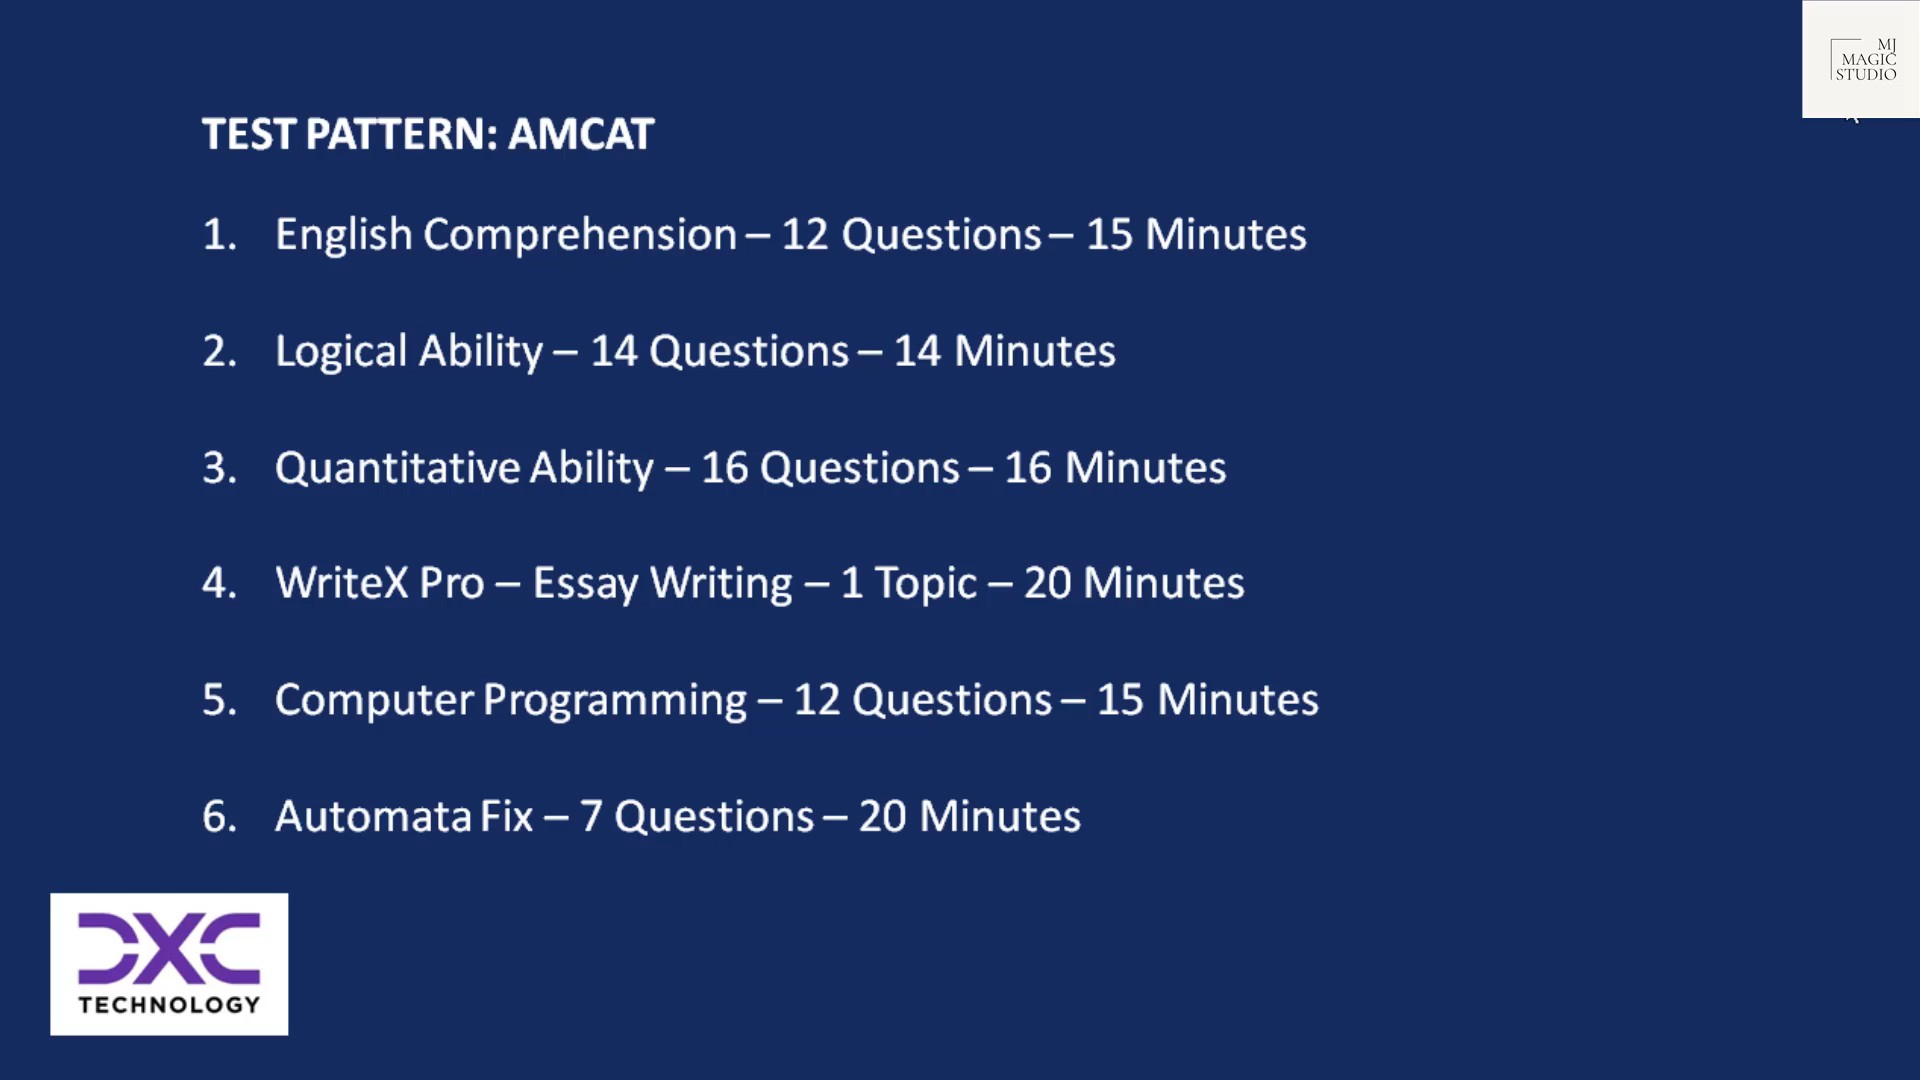 MJ
MAGIC
STUDIO
TEST PATTERN: AMCAT
1. English Comprehension – 12 Questions – 15 Minutes
2. Logical Ability – 14 Questions – 14 Minutes
3. Quantitative Ability – 16 Questions – 16 Minutes
4. WriteX Pro – Essay Writing – 1 Topic – 20 Minutes
5. Computer Programming – 12 Questions – 15 Minutes
6. Automata Fix – 7 Questions – 20 Minutes
DXC
TECHNOLOGY